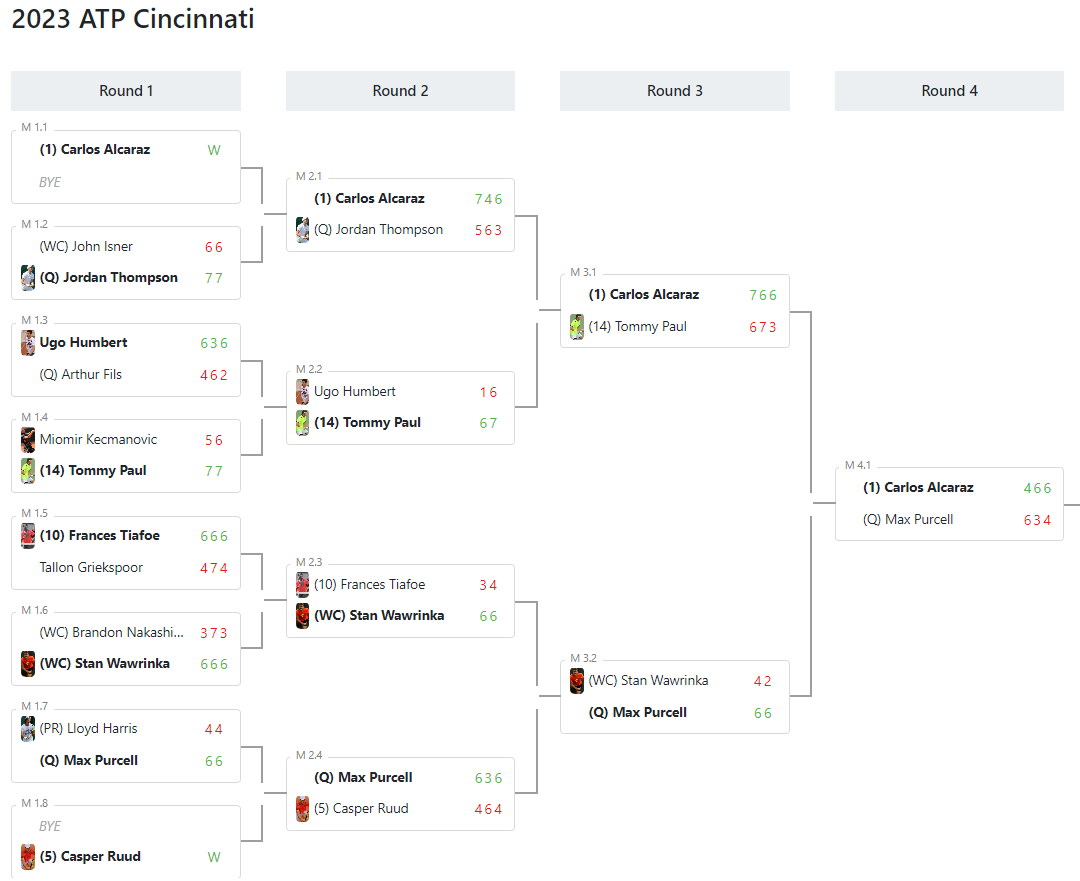 2023 ATP Cincinnati
Round 1
Round 2
Round 3
Round 4
M 1.1
(1) Carlos Alcaraz W
BYE
M 1.2
(WC) John Isner 6 6
(Q) Jordan Thompson 7 7
M 1.3
Ugo Humbert 6 3 6
(Q) Arthur Fils 4 6 2
M 1.4
Miomir Kecmanovic 5 6
(14) Tommy Paul 7 7
M 1.5
(10) Frances Tiafoe 6 6 6
Tallon Griekspoor 4 7 4
M 1.6
(WC) Brandon Nakashi... 3 7 3
(WC) Stan Wawrinka 6 6 6
M 1.7
(PR) Lloyd Harris 4 4
(Q) Max Purcell 6 6
M 1.8
BYE
(5) Casper Ruud W
M 2.1
(1) Carlos Alcaraz 7 4 6
(Q) Jordan Thompson 5 6 3
M 2.2
Ugo Humbert 1 6
(14) Tommy Paul 6 7
M 2.3
(10) Frances Tiafoe 3 4
(WC) Stan Wawrinka 6 6
M 2.4
(Q) Max Purcell 6 3 6
(5) Casper Ruud 4 6 4
M 3.1
(1) Carlos Alcaraz 7 6 6
(14) Tommy Paul 6 7 3
M 3.2
(WC) Stan Wawrinka 4 2
(Q) Max Purcell 6 6
M 4.1
(1) Carlos Alcaraz 4 6 6
(Q) Max Purcell 6 3 4